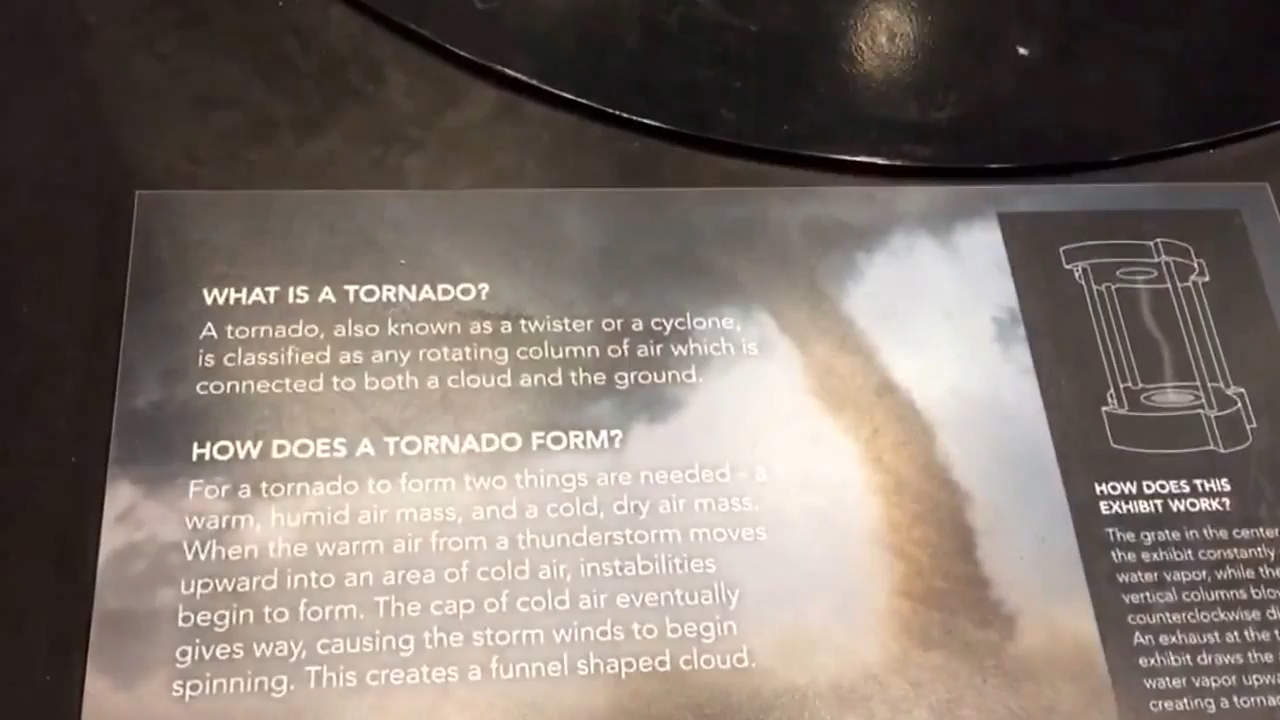 WHAT IS A TORNADO?
A tornado, also known as a twister or a cyclone,
is classified as any rotating column of air which is
connected to both a cloud and the ground.
HOW DOES A TORNADO FORM?
For a tornado to form two things are needed - a
warm, humid air mass, and a cold, dry air mass.
When the warm air from a thunderstorm moves
upward into an area of cold air, instabilities
begin to form. The cap of cold air eventually
gives way, causing the storm winds to begin
spinning. This creates a funnel shaped cloud.
HOW DOES THIS
EXHIBIT WORK?
The grate in the center
the exhibit constantly
water vapor, while the
vertical columns
counterclockwise
An exhaust at the
exhibit draws the
water vapor
creating a